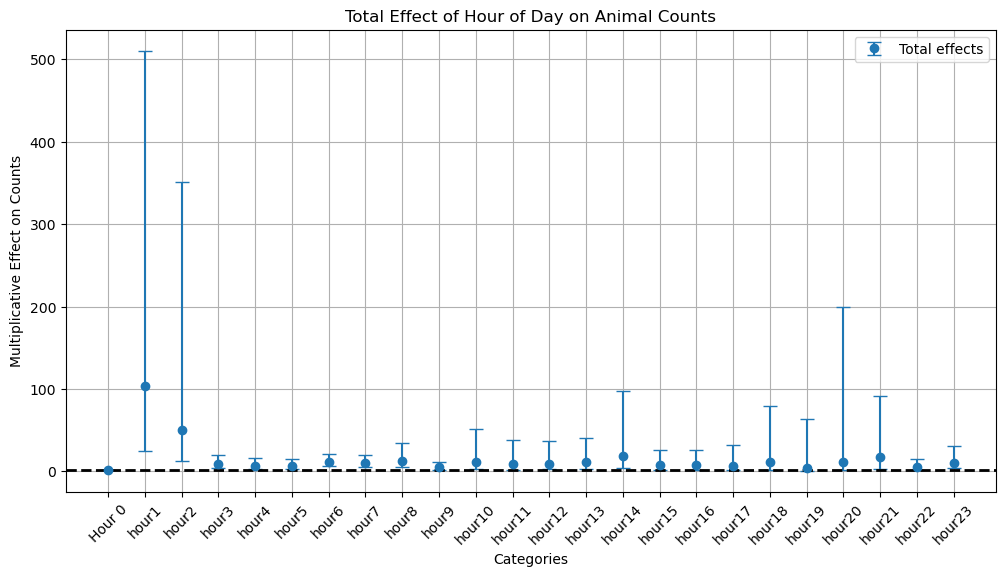 Total Effect of Hour of Day on Animal Counts
Total effects
Multiplicative Effect on Counts
500
400
300
200
100
0
Hour 0
hour1
hour2
hour3
hour4
hour5
hour6
hour7
hour8
hour9
hour10
hour11
hour12
hour13
hour14
hour15
hour16
hour17
hour18
hour19
hour20
hour21
hour22
hour23
Categories